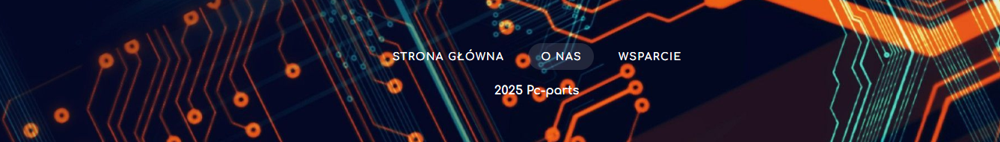 STRONA GŁÓWNA O NAS WSPARCIE
2025 Pc-parts